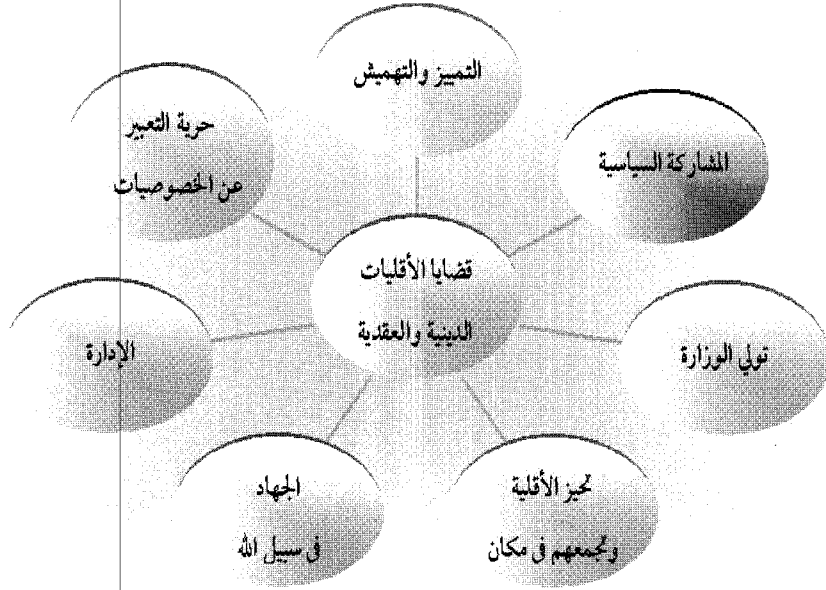 التمييز والتهميش
المشاركة السياسية
تولي الوزارة
تحيز الأقلية
وتجمعهم في مكان
الجهاد
في سبيل الله
الإدارة
حرية التعبير
عن الخصوصيات
قضايا الأقليات
الدينية والعقدية